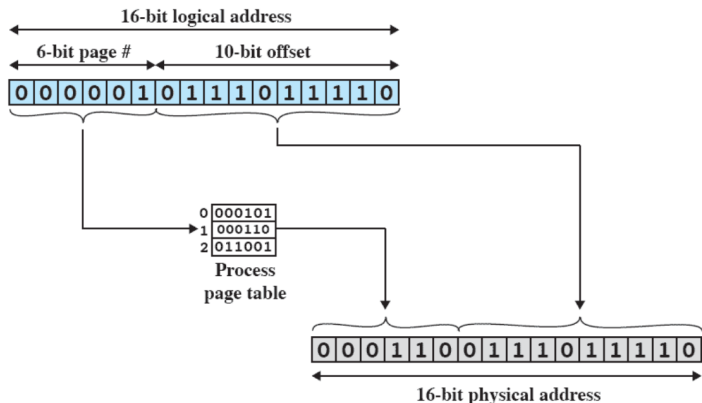 16-bit logical address
6-bit page # 10-bit offset
0 0 0 0 0 1 0 1 1 1 0 1 1 1 1 0
0 000101
1 000110
2 011001
Process
page table
0 0 0 1 1 0 0 1 1 1 0 1 1 1 1 0
16-bit physical address